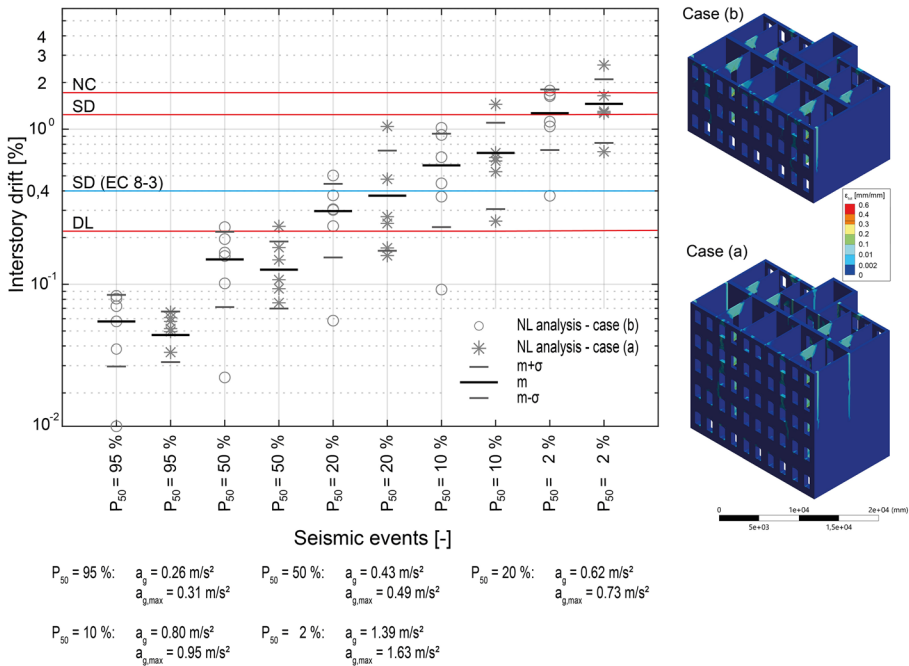 Case (b)
4
3
2
NC
SD
10⁰
SD (EC 8-3)
0,4
DL
10⁻¹
10⁻²
Interstory drift [%]
NL analysis - case (b)
NL analysis - case (a)
m+σ
m
m-σ
P₅₀ = 95 %
P₅₀ = 95 %
P₅₀ = 50 %
P₅₀ = 50 %
P₅₀ = 20 %
P₅₀ = 20 %
P₅₀ = 10 %
P₅₀ = 10 %
P₅₀ = 2 %
P₅₀ = 2 %
Seismic events [-]
[mm/mm]
0.6
0.4
0.3
0.2
0.1
0.01
0.002
0
Case (a)
0 1e+04 2e+04 (mm)
5e+03 1,5e+04
P₅₀ = 95 %: a_g = 0.26 m/s² P₅₀ = 50 %: a_g = 0.43 m/s² P₅₀ = 20 %: a_g = 0.62 m/s²
a_g,max = 0.31 m/s² a_g,max = 0.49 m/s² a_g,max = 0.73 m/s²
P₅₀ = 10 %: a_g = 0.80 m/s² P₅₀ = 2 %: a_g = 1.39 m/s²
a_g,max = 0.95 m/s² a_g,max = 1.63 m/s²